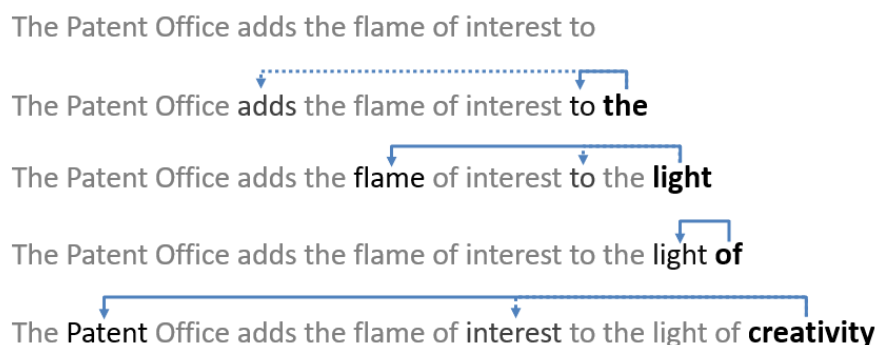 The Patent Office adds the flame of interest to
The Patent Office adds the flame of interest to the
The Patent Office adds the flame of interest to the light
The Patent Office adds the flame of interest to the light of
The Patent Office adds the flame of interest to the light of creativity